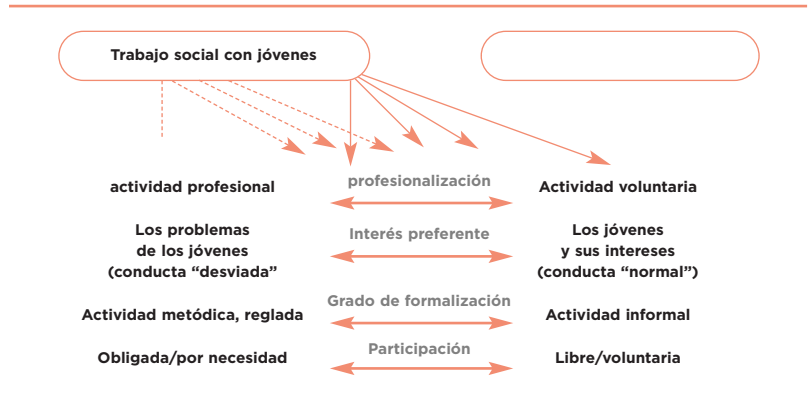 Trabajo social con jóvenes
actividad profesional
profesionalización
Actividad voluntaria
Los problemas
de los jóvenes
(conducta “desviada”
Interés preferente
Los jóvenes
y sus intereses
(conducta “normal”)
Actividad metódica, reglada
Grado de formalización
Actividad informal
Obligada/por necesidad
Participación
Libre/voluntaria